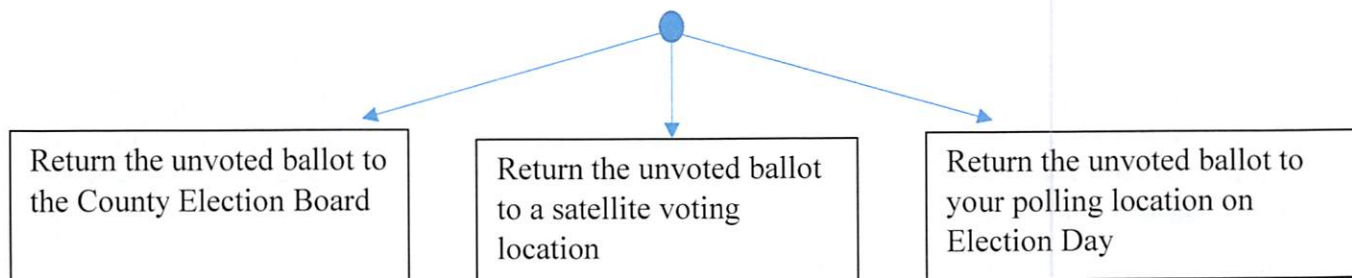 Return the unvoted ballot to
the County Election Board
Return the unvoted ballot
to a satellite voting
location
Return the unvoted ballot to
your polling location on
Election Day